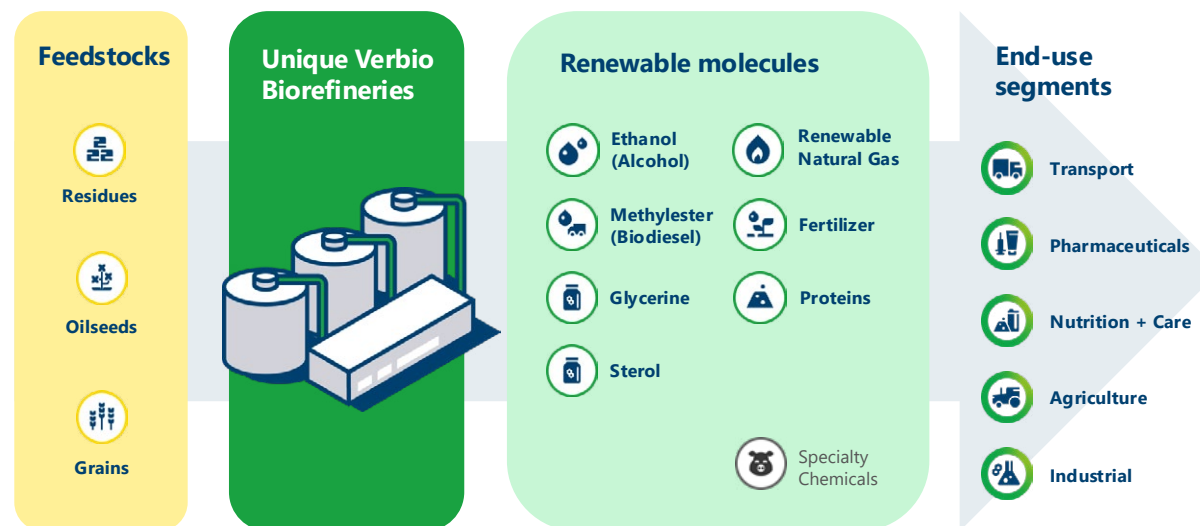 Feedstocks
Residues
Oilseeds
Grains
Unique Verbio
Biorefineries
Renewable molecules
Ethanol
(Alcohol)
Methylester
(Biodiesel)
Glycerine
Sterol
Renewable
Natural Gas
Fertilizer
Proteins
Specialty
Chemicals
End-use
segments
Transport
Pharmaceuticals
Nutrition + Care
Agriculture
Industrial